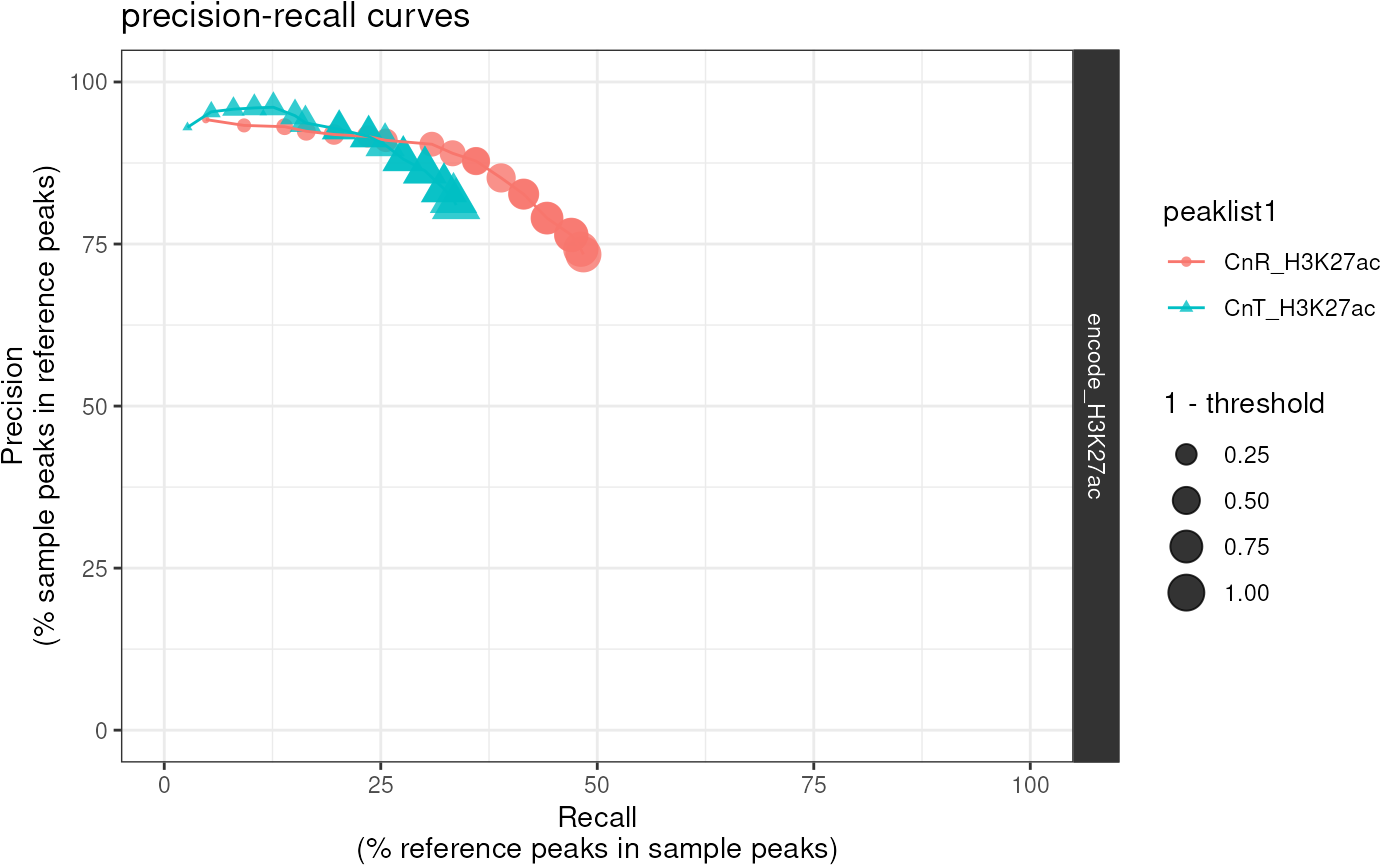 precision-recall curves
Precision
(% sample peaks in reference peaks)
100
75
50
25
0
0
25
50
75
100
Recall
(% reference peaks in sample peaks)
encode_H3K27ac
peaklist1
CnR_H3K27ac
CnT_H3K27ac
1 - threshold
0.25
0.50
0.75
1.00